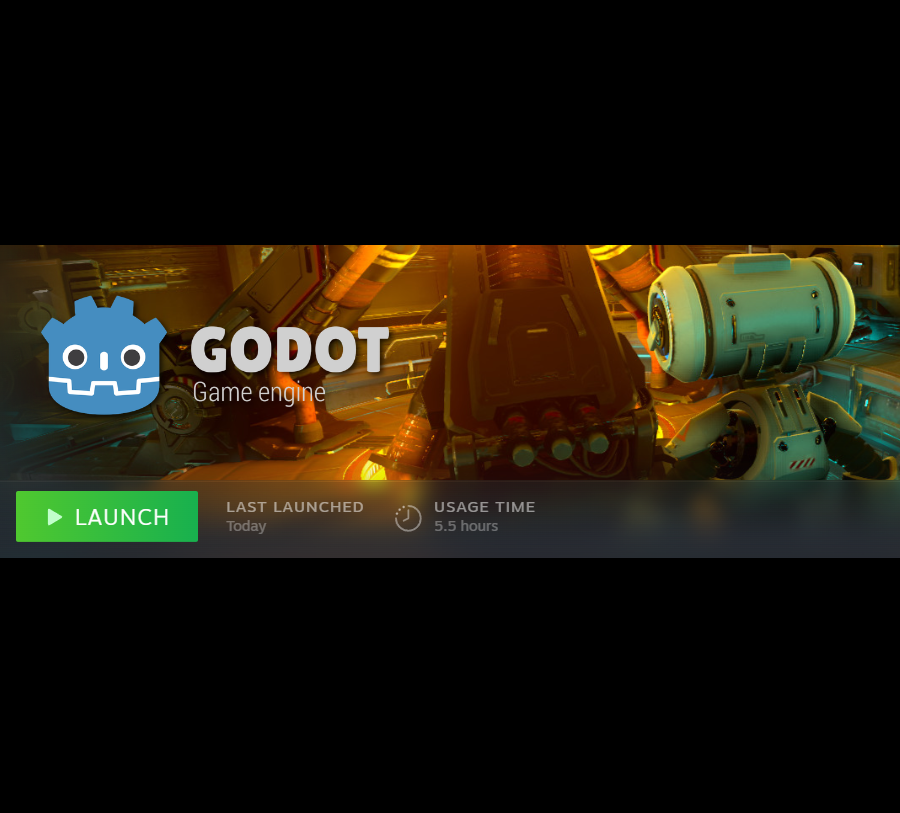 GODOT
Game engine
LAUNCH
LAST LAUNCHED
Today
USAGE TIME
5.5 hours